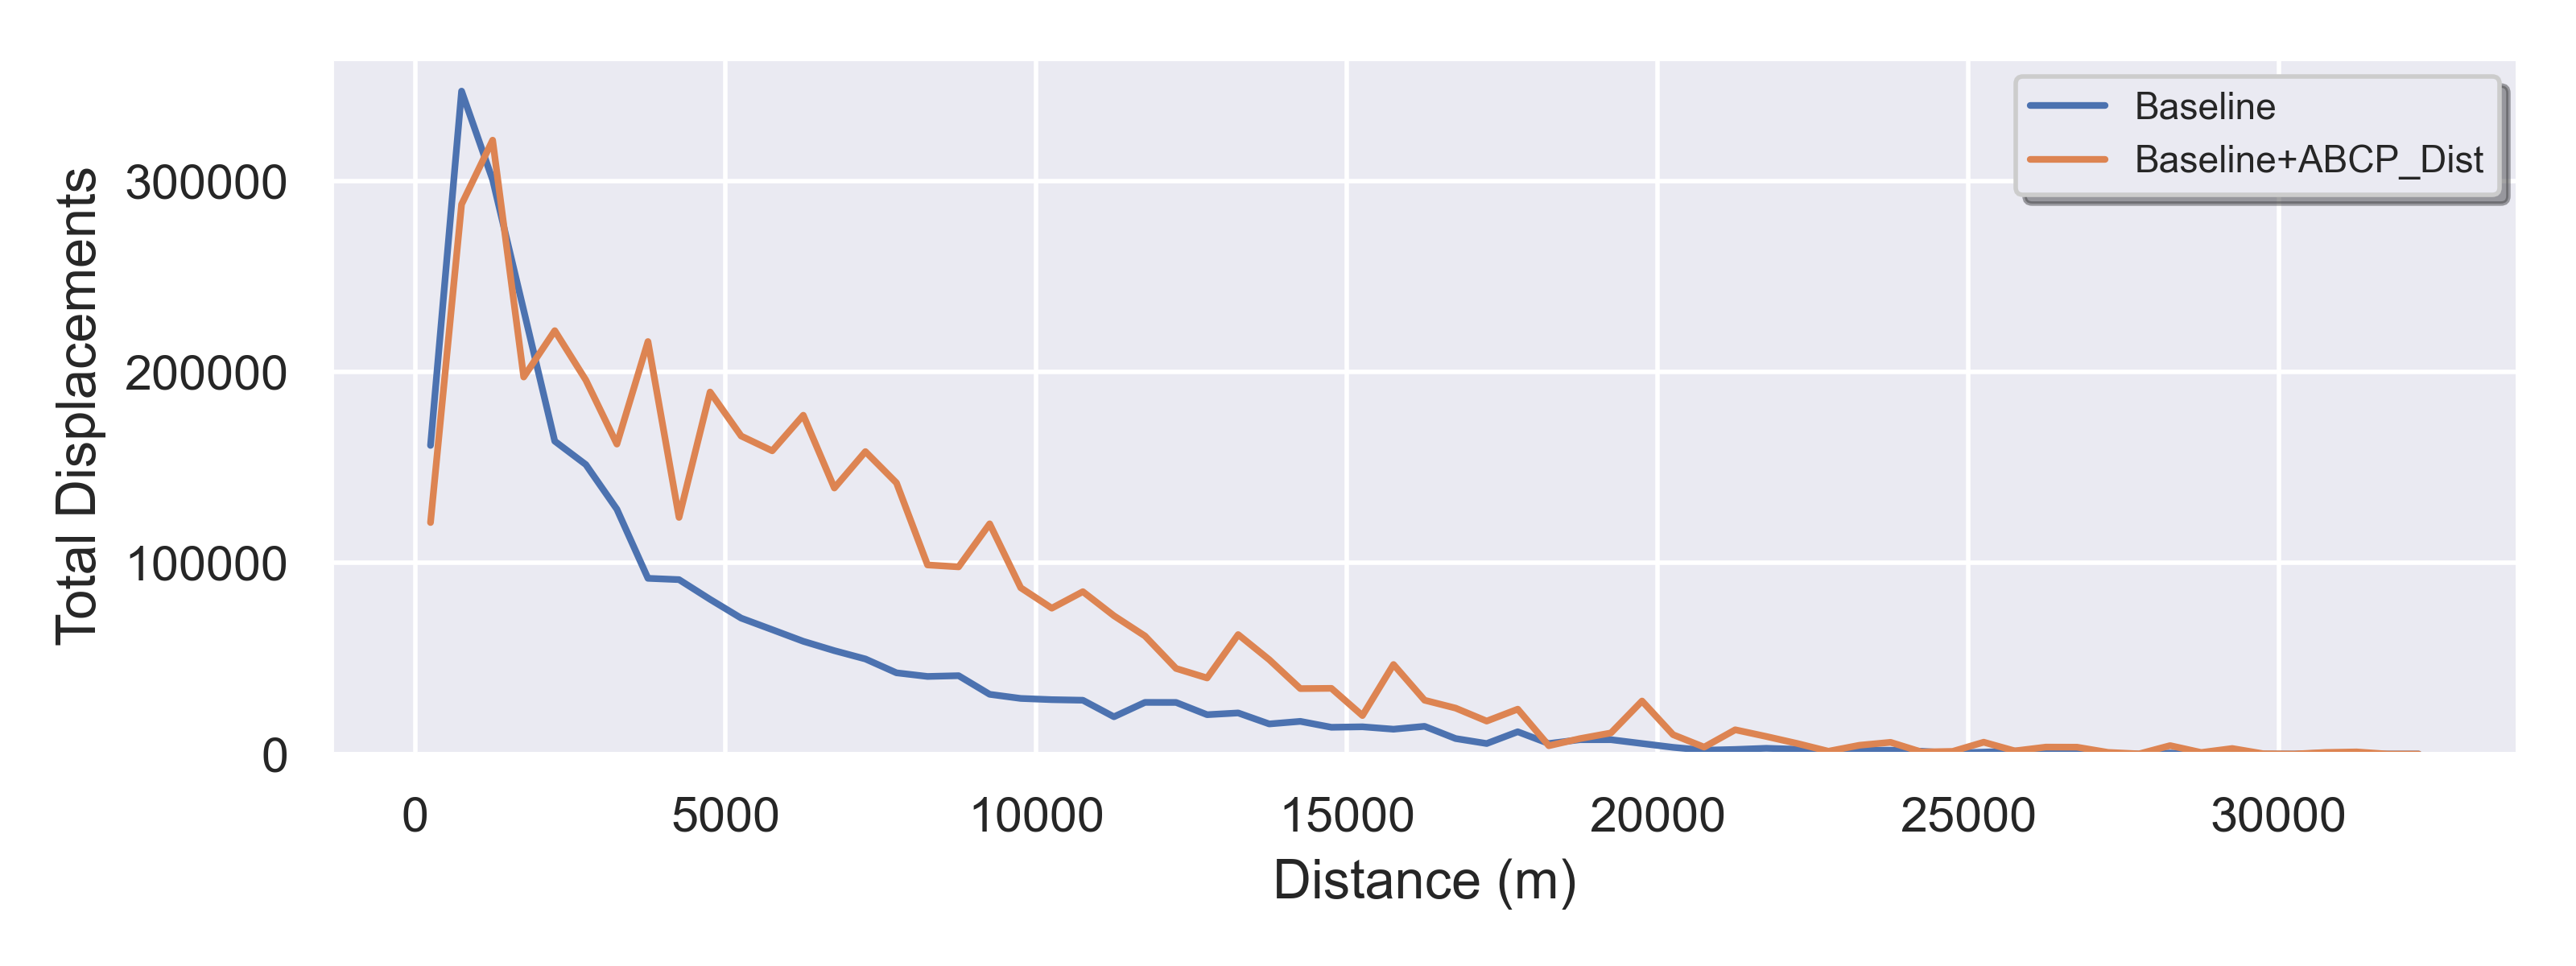 Baseline
Baseline+ABCP_Dist
Total Displacements
300000
200000
100000
0
0 5000 10000 15000 20000 25000 30000
Distance (m)